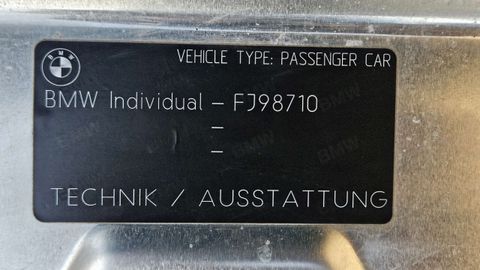 BMW
VEHICLE TYPE: PASSENGER CAR
BMW Individual - FJ98710
-
-
TECHNIK / AUSSTATTUNG